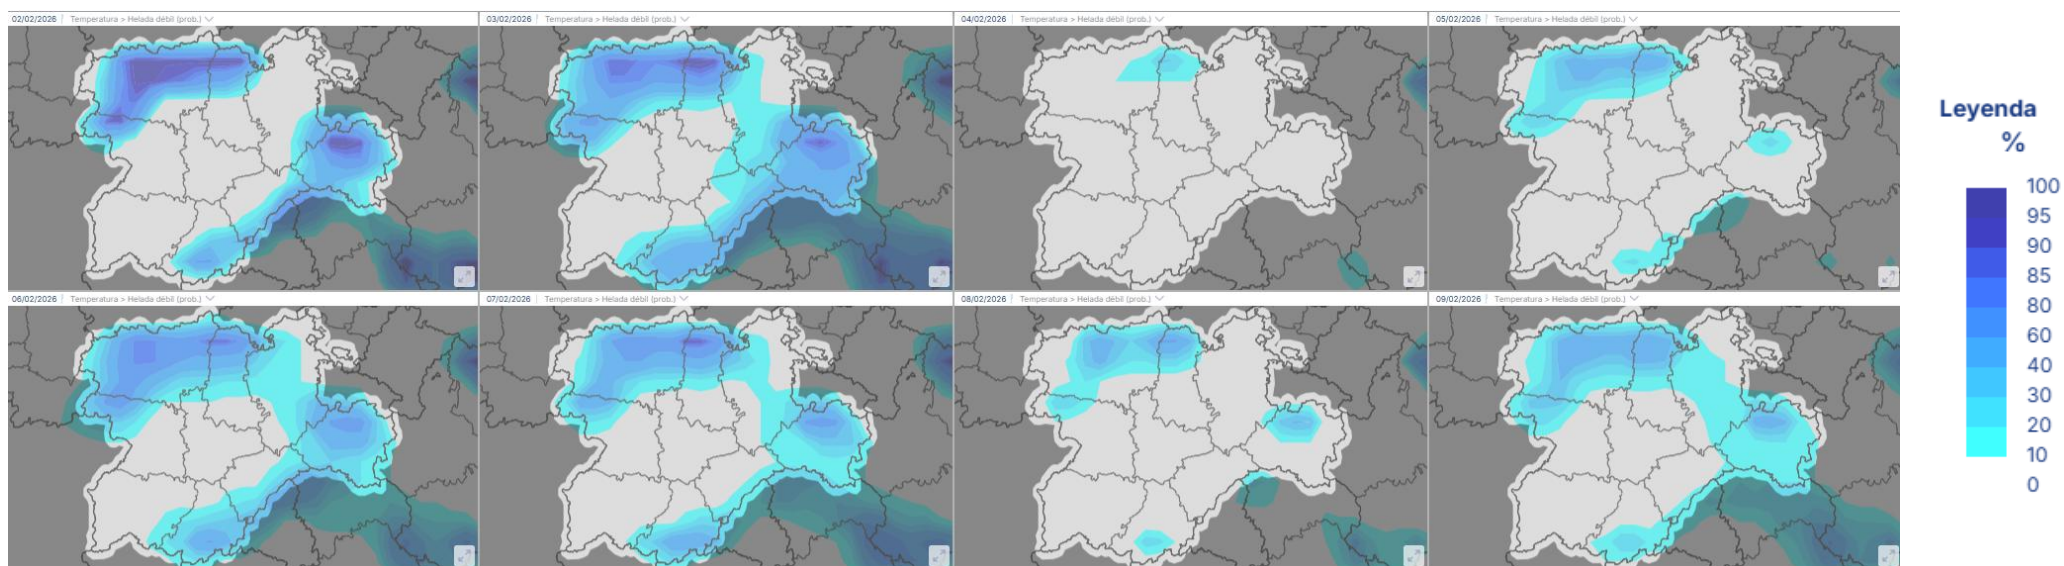 02/02/2026 Temperatura > Helada débil (prob.)
03/02/2026 Temperatura > Helada débil (prob.)
04/02/2026 Temperatura > Helada débil (prob.)
05/02/2026 Temperatura > Helada débil (prob.)
06/02/2026 Temperatura > Helada débil (prob.)
07/02/2026 Temperatura > Helada débil (prob.)
08/02/2026 Temperatura > Helada débil (prob.)
09/02/2026 Temperatura > Helada débil (prob.)
Leyenda
%
100
95
90
85
80
60
40
30
20
10
0